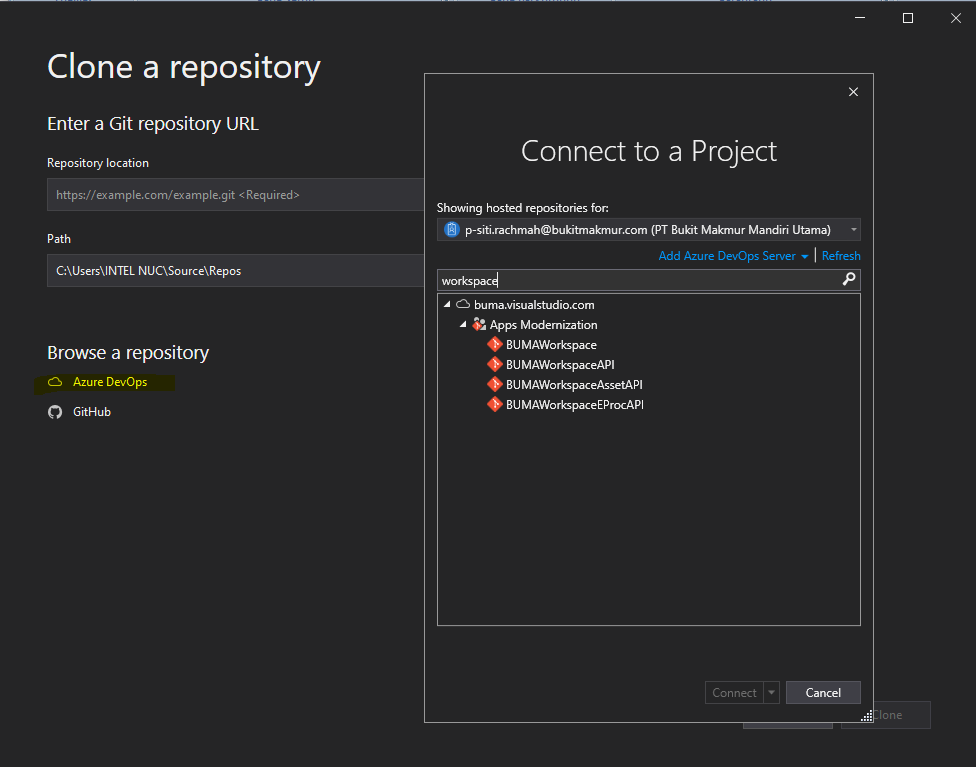 Clone a repository
Enter a Git repository URL
Repository location
https://example.com/example.git <Required>
Path
C:\Users\INTEL NUC\Source\Repos
Browse a repository
Azure DevOps
GitHub
Connect to a Project
Showing hosted repositories for:
p-siti.rachmah@bukitmakmur.com (PT Bukit Makmur Mandiri Utama)
Add Azure DevOps Server
Refresh
workspace
buma.visualstudio.com
Apps Modernization
BUMAWorkspace
BUMAWorkspaceAPI
BUMAWorkspaceAssetAPI
BUMAWorkspaceEProcAPI
Connect
Cancel
Clone